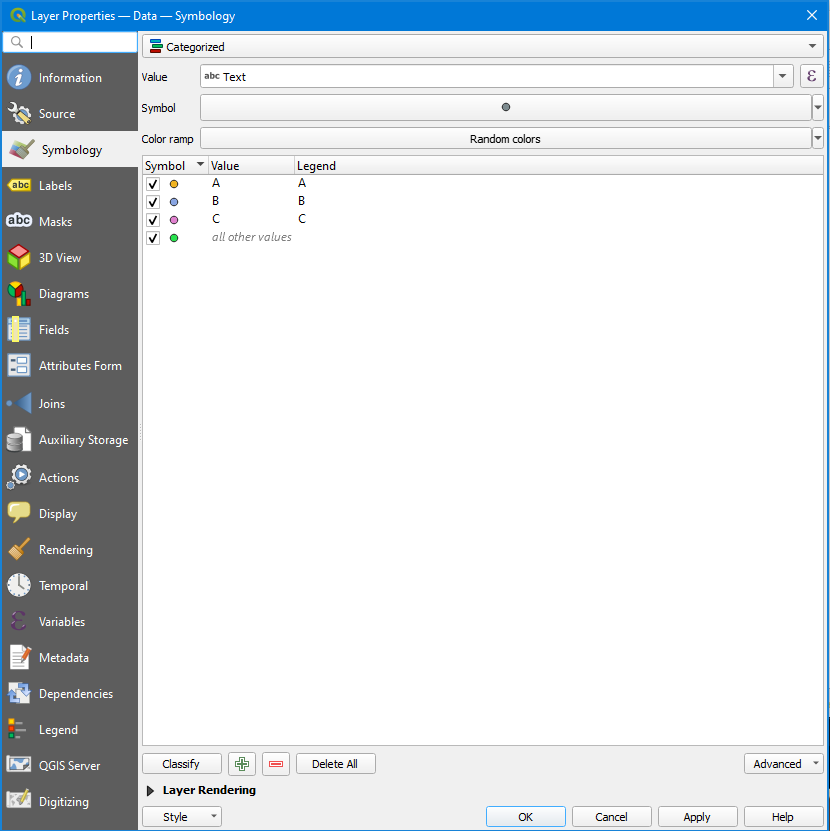 Layer Properties — Data — Symbology
Information
Source
Symbology
abc Labels
abc Masks
3D View
Diagrams
Fields
Attributes Form
Joins
Auxiliary Storage
Actions
Display
Rendering
Temporal
ε Variables
Metadata
Dependencies
Legend
QGIS Server
Digitizing
Categorized
Value abc Text ε
Symbol
Color ramp Random colors
Symbol Value Legend
A A
B B
C C
all other values
Classify Delete All Advanced
Layer Rendering
Style OK Cancel Apply Help